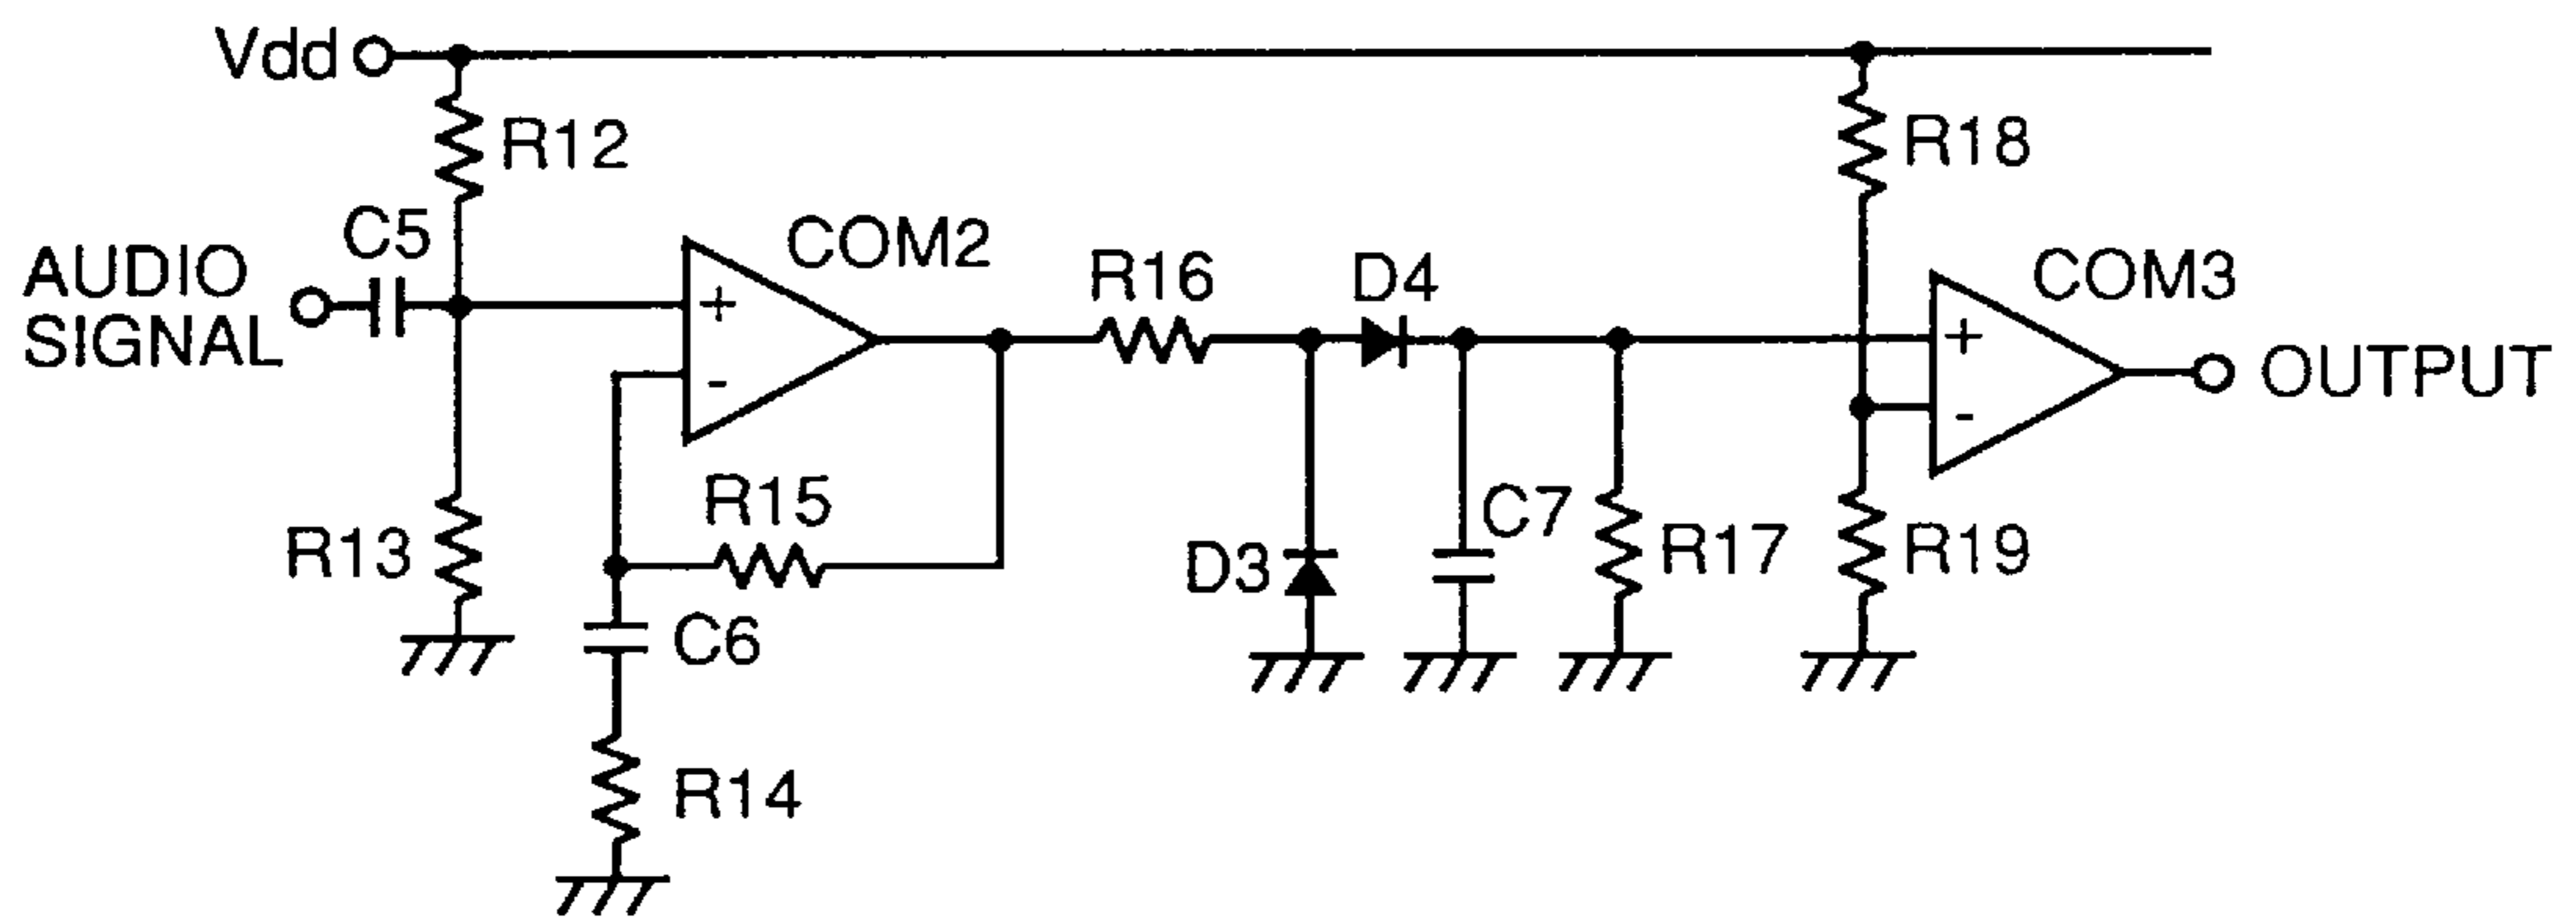 Vdd
R12
R18
C5
COM2
AUDIO
SIGNAL
R16
D4
COM3
+
-
+
-
OUTPUT
R15
C7
R13
D3
R17
R19
C6
R14